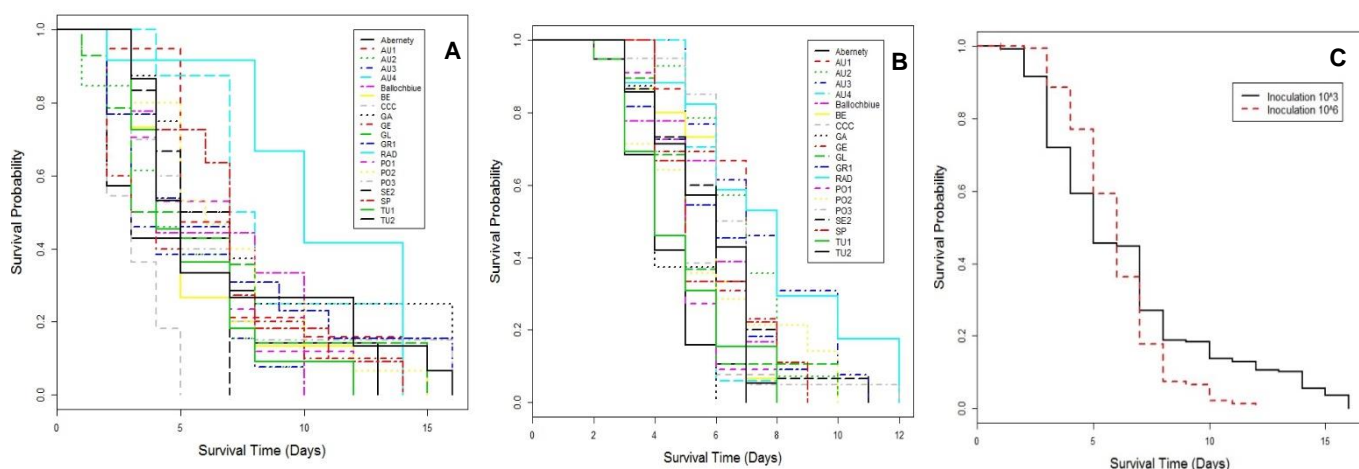 A
Survival Probability
1.0
0.8
0.6
0.4
0.2
0.0
0
5
10
15
Survival Time (Days)
Abernety
AU1
AU2
AU3
AU4
Ballochbiue
BE
CCC
GA
GE
GL
GR1
RAD
PO1
PO2
PO3
SE2
SP
TU1
TU2
B
Survival Probability
1.0
0.8
0.6
0.4
0.2
0.0
0
2
4
6
8
10
12
Survival Time (Days)
Abernety
AU1
AU2
AU3
AU4
Ballochbiue
BE
CCC
GA
GE
GL
GR1
RAD
PO1
PO2
PO3
SE2
SP
TU1
TU2
C
Survival Probability
1.0
0.8
0.6
0.4
0.2
0.0
0
5
10
15
Survival Time (Days)
Inoculation 10^3
Inoculation 10^6